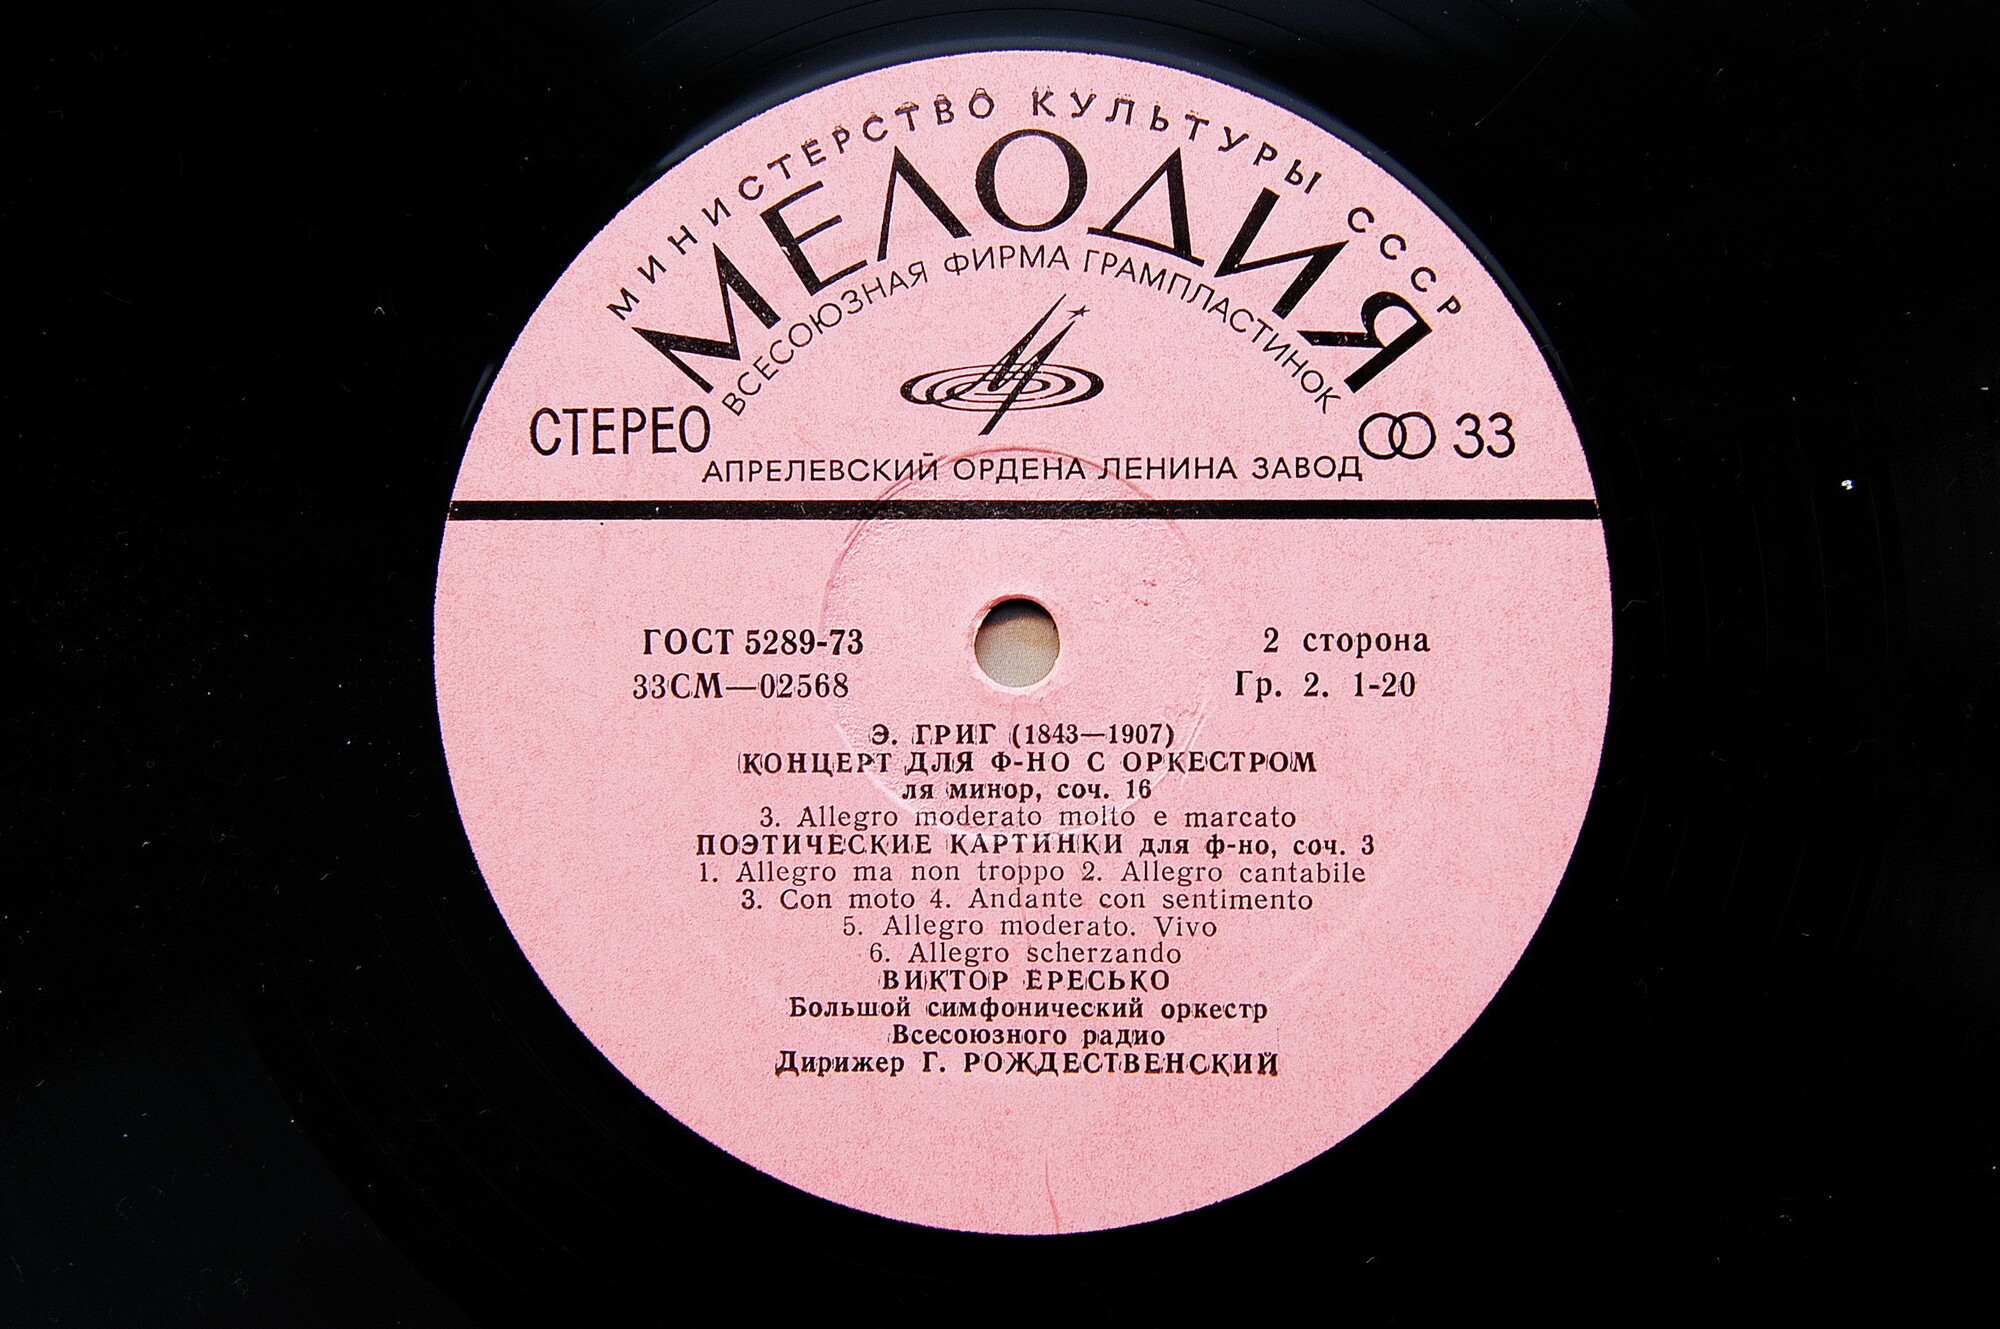 МИНИСТЕРСТВО КУЛЬТУРЫ СССР
МЕЛОДИЯ
ВСЕСОЮЗНАЯ ФИРМА ГРАМПЛАСТИНОК
СТЕРЕО
33
АПРЕЛЕВСКИЙ ОРДЕНА ЛЕНИНА ЗАВОД
ГОСТ 5289-73
2 сторона
33СМ—02568
Гр. 2. 1-20
Э. ГРИГ (1843—1907)
КОНЦЕРТ ДЛЯ Ф-НО С ОРКЕСТРОМ
ля минор, соч. 16
3. Allegro moderato molto e marcato
ПОЭТИЧЕСКИЕ КАРТИНКИ для ф-но, соч. 3
1. Allegro ma non troppo 2. Allegro cantabile
3. Con moto 4. Andante con sentimento
5. Allegro moderato. Vivo
6. Allegro scherzando
ВИКТОР ЕРЕСЬКО
Большой симфонический оркестр
Всесоюзного радио
Дирижер Г. РОЖДЕСТВЕНСКИЙ